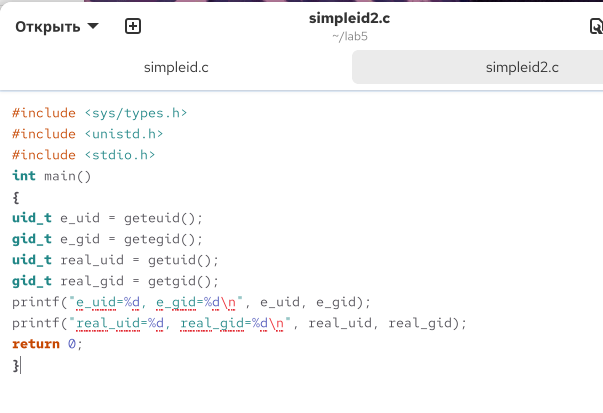 Открыть
simpleid2.c
~/lab5
simpleid.c
simpleid2.c
#include <sys/types.h>
#include <unistd.h>
#include <stdio.h>
int main()
{
uid_t e_uid = geteuid();
gid_t e_gid = getegid();
uid_t real_uid = getuid();
gid_t real_gid = getgid();
printf("e_uid=%d, e_gid=%d\n", e_uid, e_gid);
printf("real_uid=%d, real_gid=%d\n", real_uid, real_gid);
return 0;
}